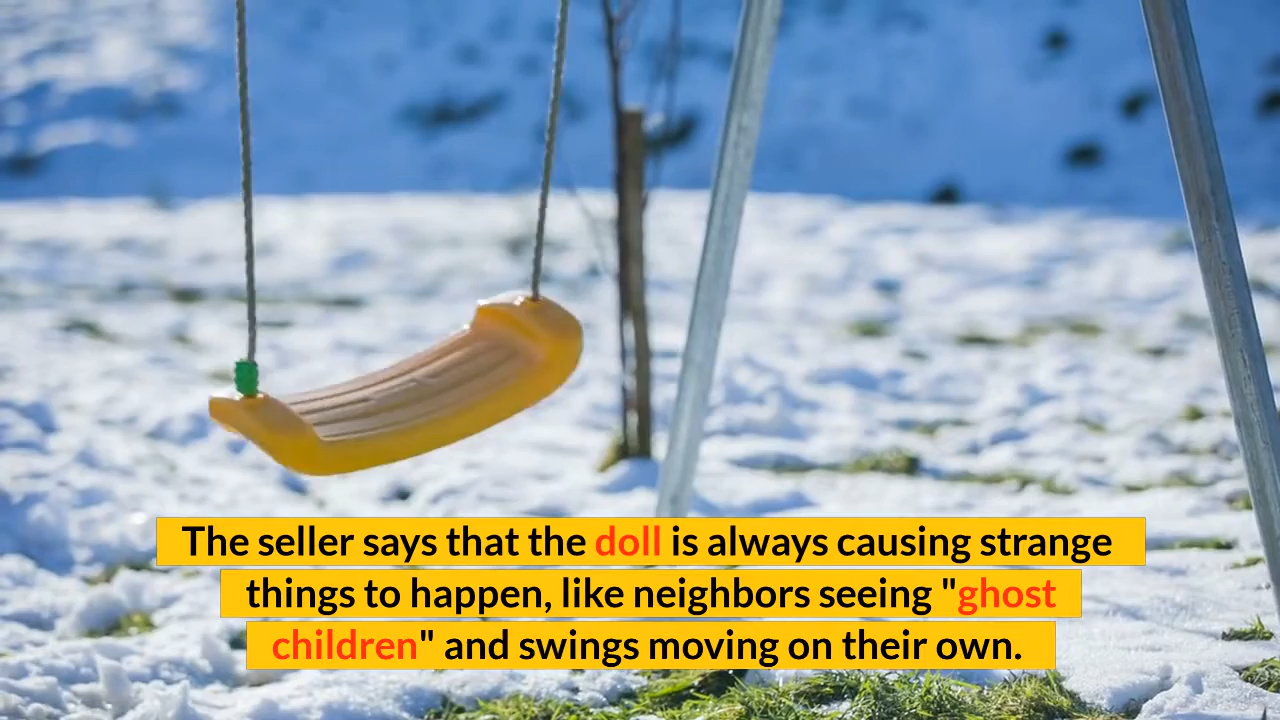 The seller says that the doll is always causing strange
things to happen, like neighbors seeing "ghost
children" and swings moving on their own.